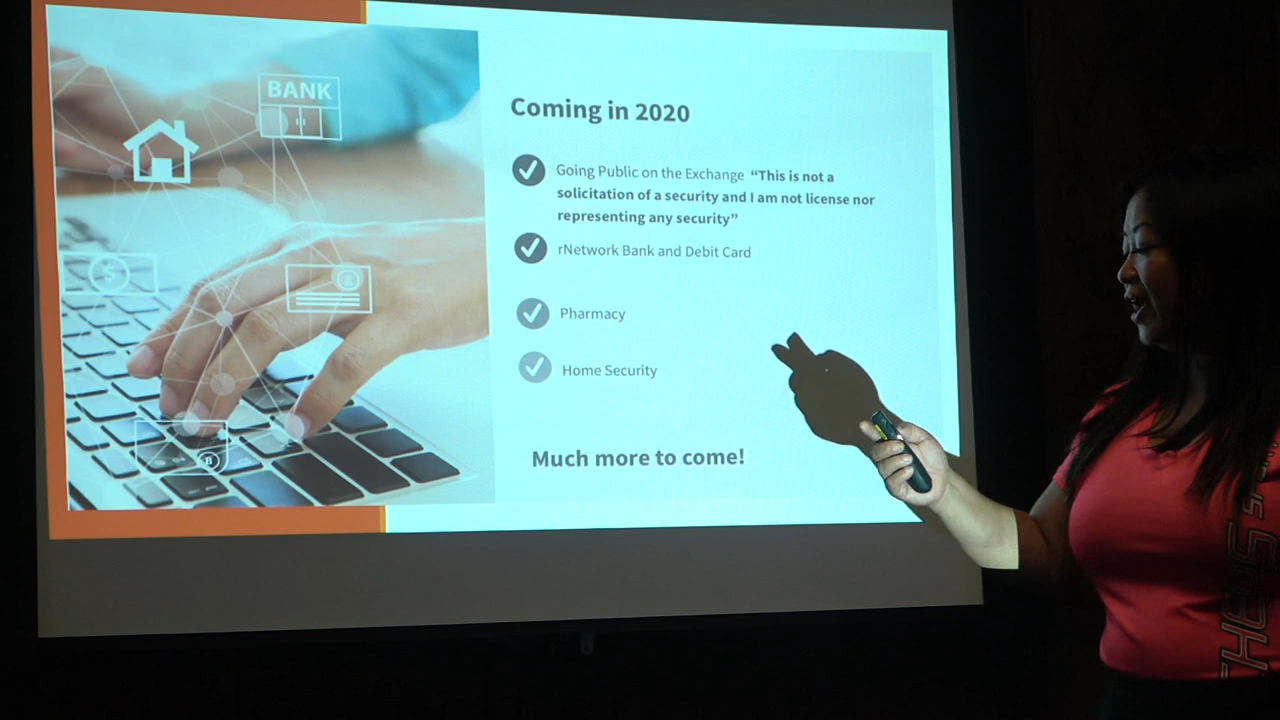 BANK
$
B
Coming in 2020
Going Public on the Exchange “This is not a
solicitation of a security and I am not license nor
representing any security”
rNetwork Bank and Debit Card
Pharmacy
Home Security
Much more to come!